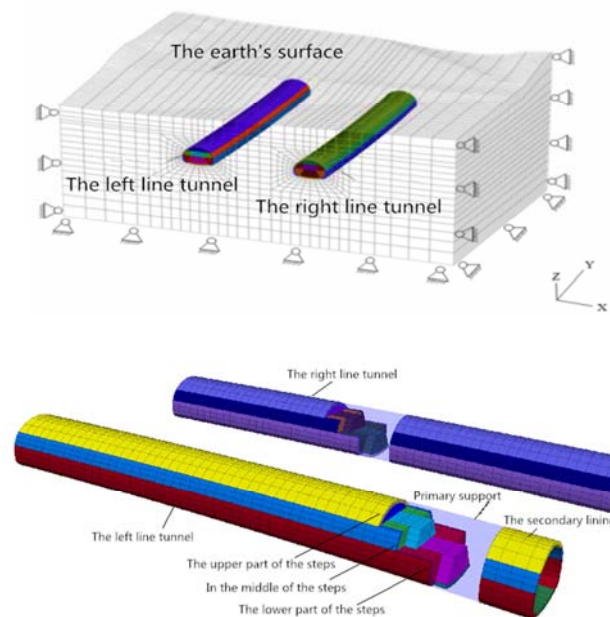 The earth's surface
The left line tunnel
The right line tunnel
Z
Y
X
The right line tunnel
Primary support
The secondary linin
The left line tunnel
The upper part of the steps
In the middle of the steps
The lower part of the steps